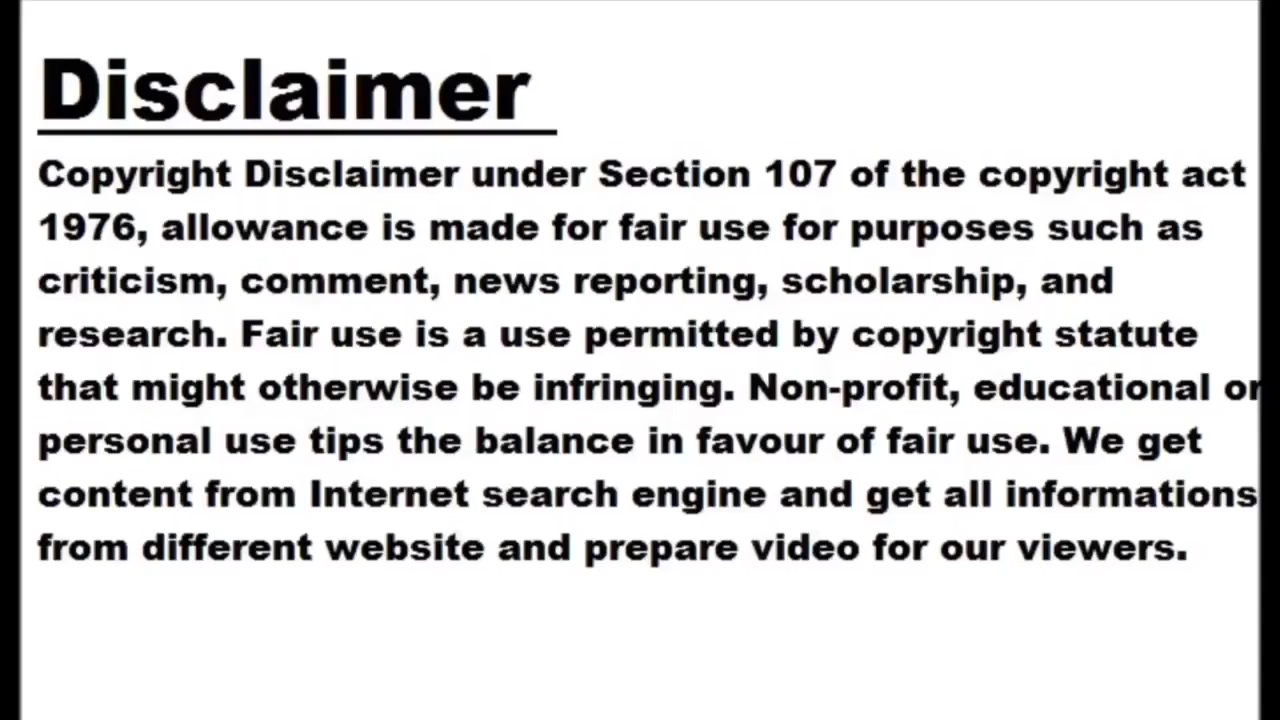 Disclaimer
Copyright Disclaimer under Section 107 of the copyright act
1976, allowance is made for fair use for purposes such as
criticism, comment, news reporting, scholarship, and
research. Fair use is a use permitted by copyright statute
that might otherwise be infringing. Non-profit, educational or
personal use tips the balance in favour of fair use. We get
content from Internet search engine and get all informations
from different website and prepare video for our viewers.